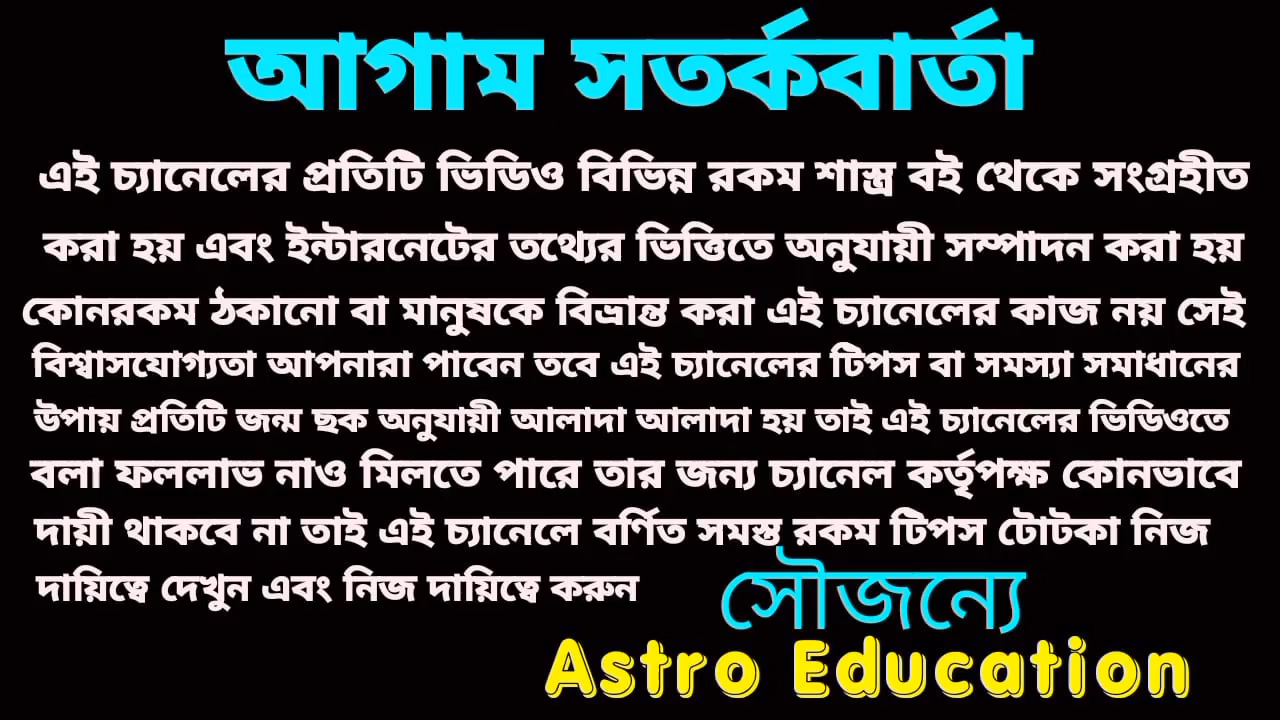 আগাম সতর্কবার্তা
এই চ্যানেলের প্রতিটি ভিডিও বিভিন্ন রকম শাস্ত্র বই থেকে সংগ্রহীত
করা হয় এবং ইন্টারনেটের তথ্যের ভিত্তিতে অনুযায়ী সম্পাদন করা হয়
কোনরকম ঠকানো বা মানুষকে বিভ্রান্ত করা এই চ্যানেলের কাজ নয় সেই
বিশ্বাসযোগ্যতা আপনারা পাবেন তবে এই চ্যানেলের টিপস বা সমস্যা সমাধানের
উপায় প্রতিটি জন্ম ছক অনুযায়ী আলাদা আলাদা হয় তাই এই চ্যানেলের ভিডিওতে
বলা ফললাভ নাও মিলতে পারে তার জন্য চ্যানেল কর্তৃপক্ষ কোনভাবে
দায়ী থাকবে না তাই এই চ্যানেলে বর্ণিত সমস্ত রকম টিপস টোটকা নিজ
দায়িত্বে দেখুন এবং নিজ দায়িত্বে করুন
সৌজন্যে
Astro Education